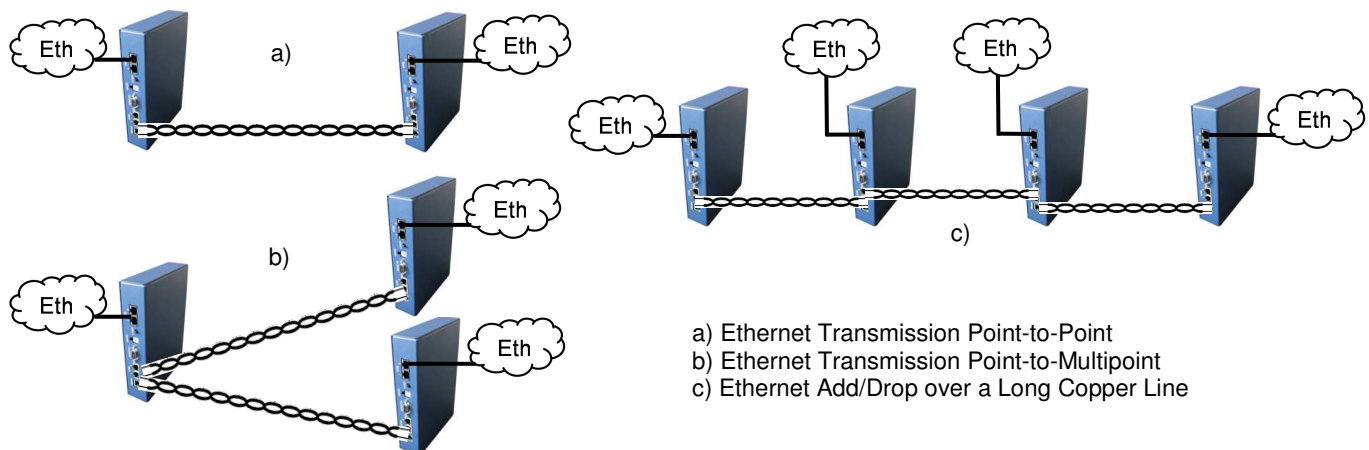 Eth
a)
Eth
Eth
Eth
Eth
Eth
c)
Eth
b)
Eth
Eth
a) Ethernet Transmission Point-to-Point
b) Ethernet Transmission Point-to-Multipoint
c) Ethernet Add/Drop over a Long Copper Line